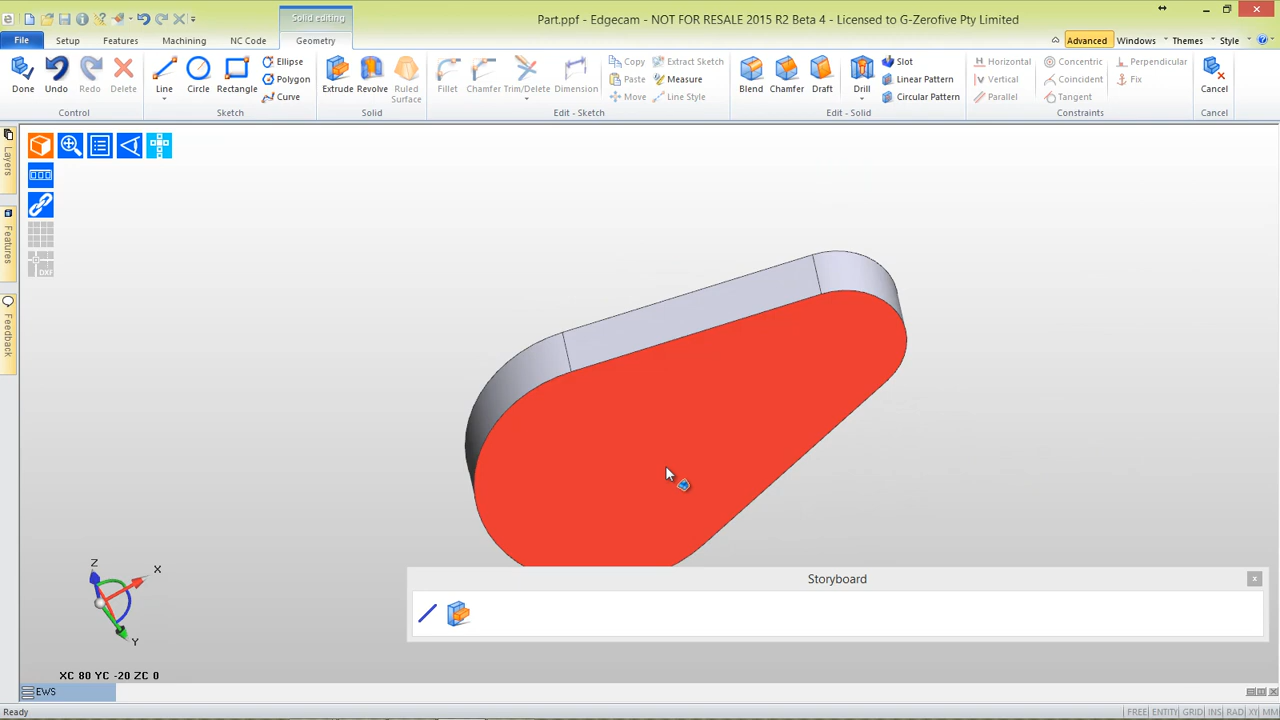 Solid editing
Part.ppf - Edgecam - NOT FOR RESALE 2015 R2 Beta 4 - Licensed to G-Zerofive Pty Limited
File Setup Features Machining NC Code Geometry Advanced Windows Themes Style
Done Undo Redo Delete
Control
Line Circle Rectangle
Ellipse
Polygon
Curve
Sketch
Extrude Revolve Ruled Surface
Solid
Fillet Chamfer Trim/Delete Dimension
Copy
Paste
Move
Extract Sketch
Measure
Line Style
Edit - Sketch
Blend Chamfer Draft Drill
Slot
Linear Pattern
Circular Pattern
Edit - Solid
Horizontal
Vertical
Parallel
Concentric
Coincident
Tangent
Perpendicular
Fix
Constraints
Cancel
Cancel
Layers
Features
Feedback
DXF
Storyboard
Z
X
Y
XC 80 YC -20 ZC 0
EWS
Ready
FREE ENTITY GRID INS RAD XY MM